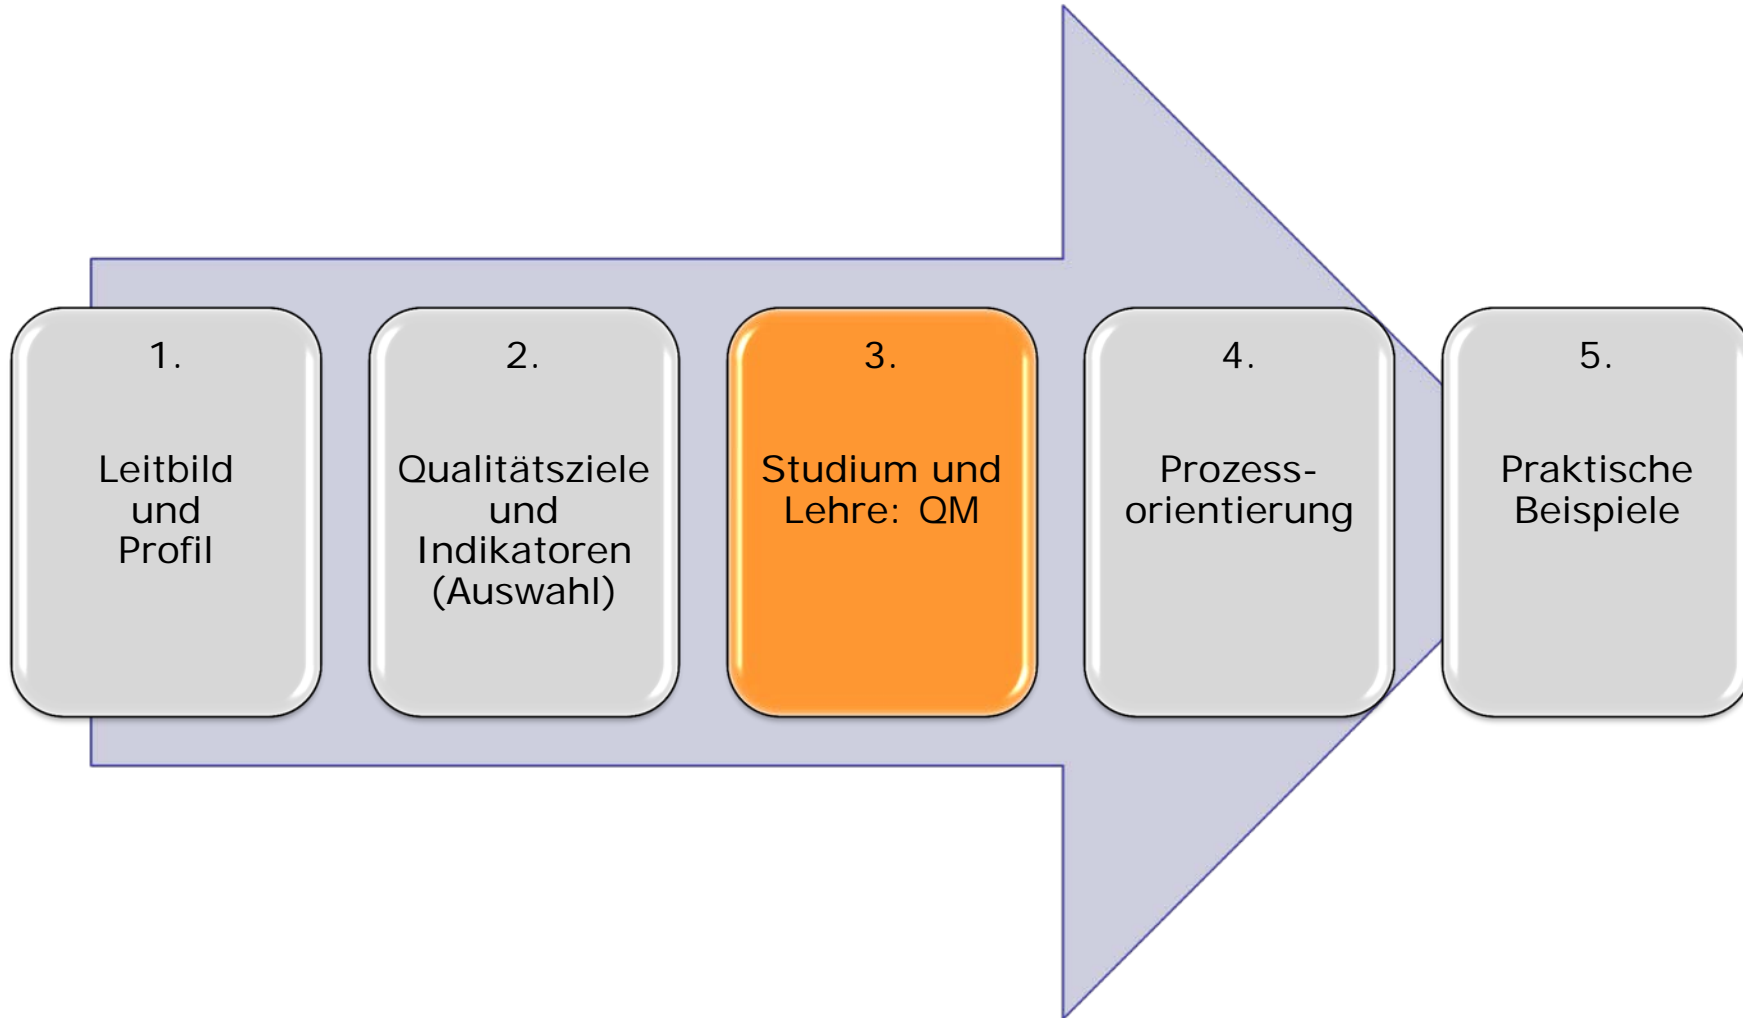 1.
Leitbild
und
Profil
2.
Qualitätsziele
und
Indikatoren
(Auswahl)
3.
Studium und
Lehre: QM
4.
Prozess-
orientierung
5.
Praktische
Beispiele